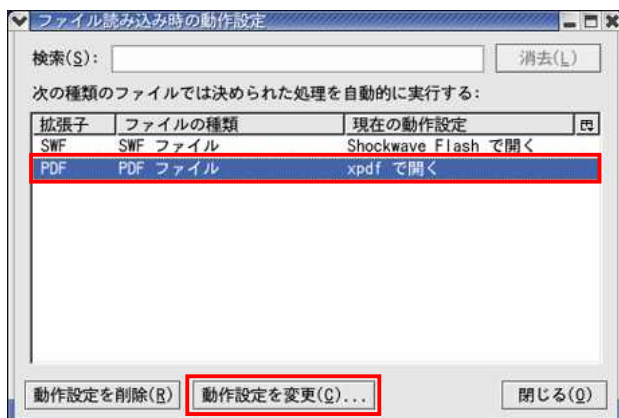 ファイル読み込み時の動作設定
検索(S): 消去(L)
次の種類のファイルでは決められた処理を自動的に実行する:
拡張子 ファイルの種類 現在の動作設定
SWF SWF ファイル Shockwave Flash で開く
PDF PDF ファイル xpdf で開く
動作設定を削除(R) 動作設定を変更(C)... 閉じる(O)